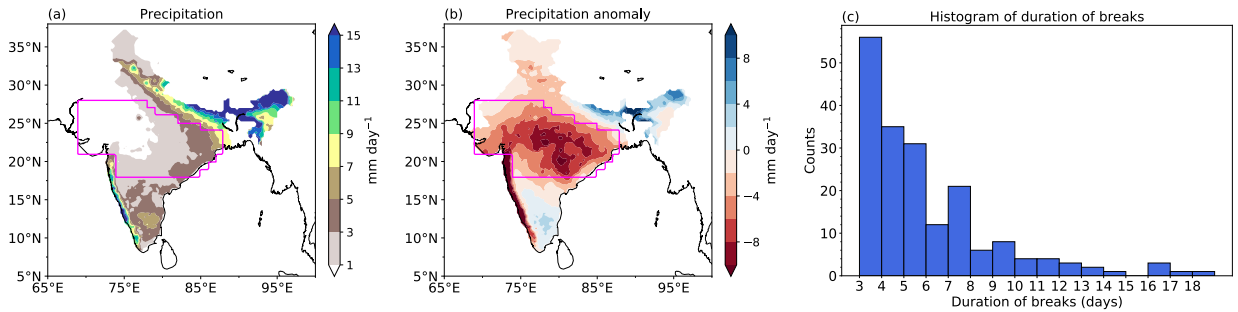 (a) Precipitation
35°N
30°N
25°N
20°N
15°N
10°N
5°N
65°E 75°E 85°E 95°E
15
13
11
9
7
5
3
1
mm day⁻¹
(b) Precipitation anomaly
35°N
30°N
25°N
20°N
15°N
10°N
5°N
65°E 75°E 85°E 95°E
8
4
0
−4
−8
mm day⁻¹
(c) Histogram of duration of breaks
50
40
30
20
10
0
Counts
3 4 5 6 7 8 9 10 11 12 13 14 15 16 17 18
Duration of breaks (days)